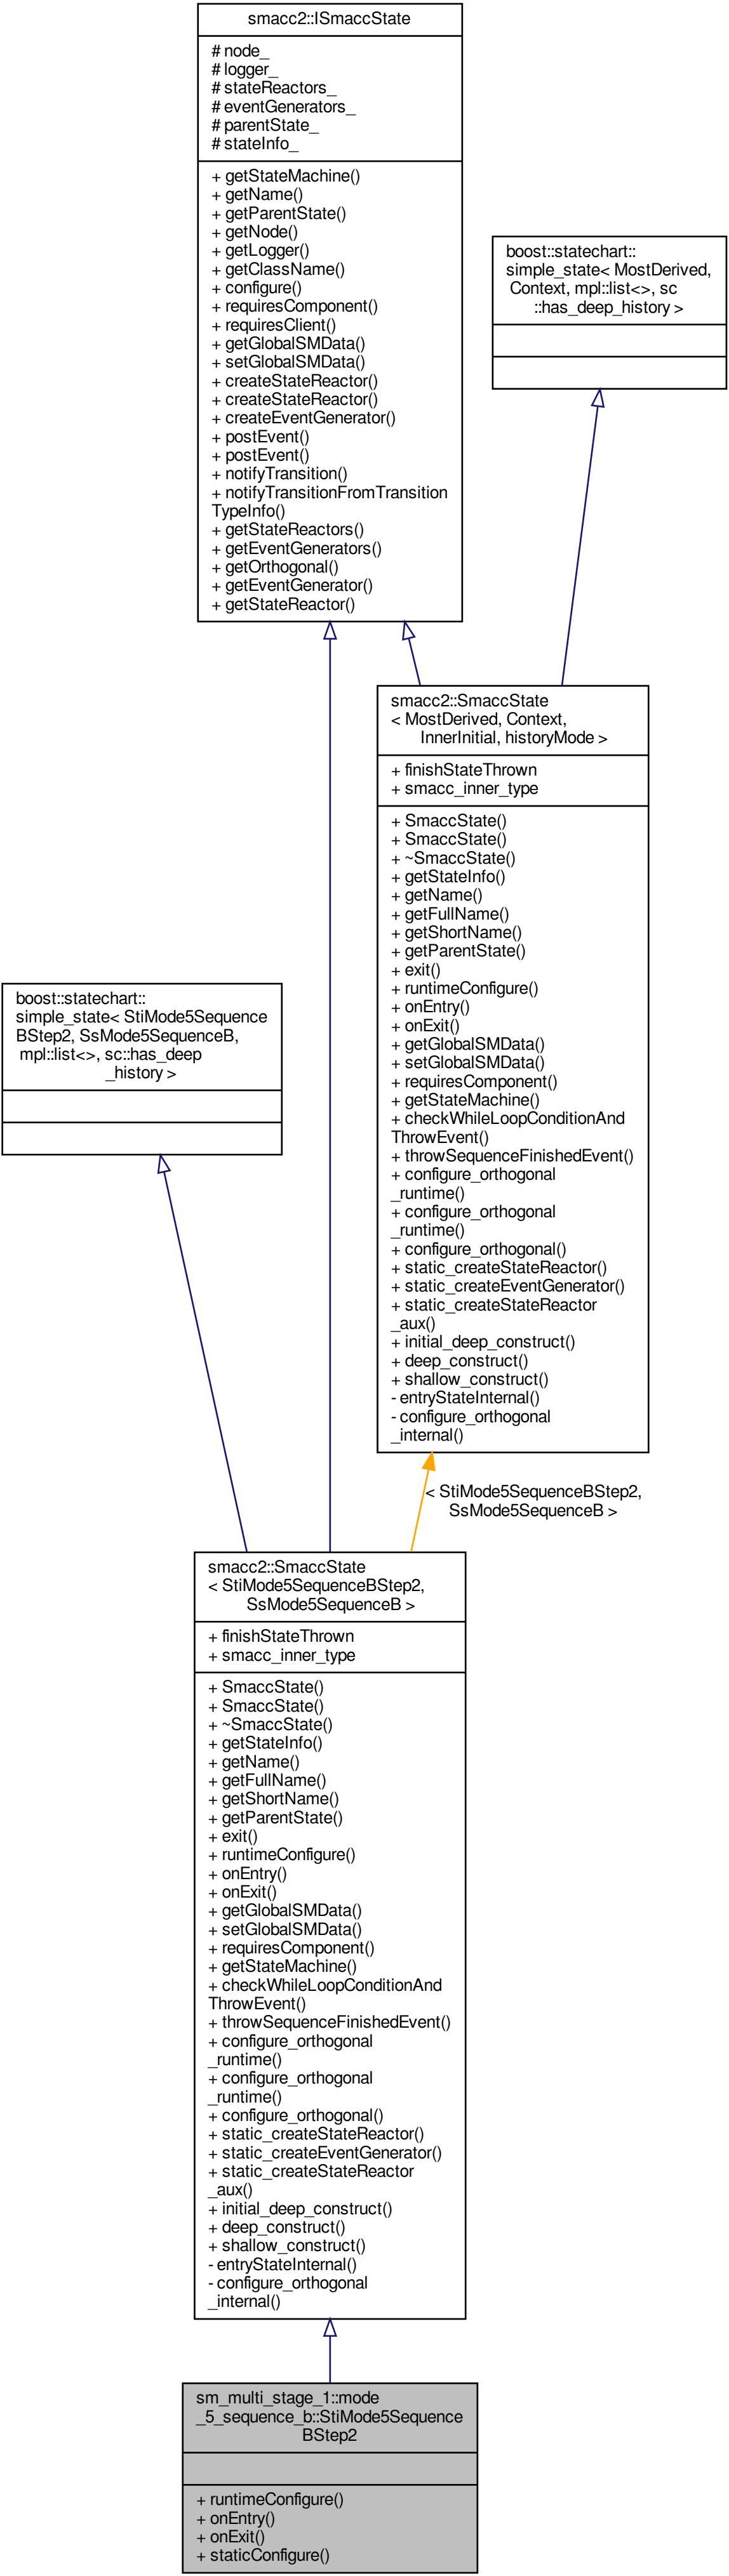 smacc2::ISmaccState
# node_
# logger_
# stateReactors_
# eventGenerators_
# parentState_
# stateInfo_
+ getStateMachine()
+ getName()
+ getParentState()
+ getNode()
+ getLogger()
+ getClassName()
+ configure()
+ requiresComponent()
+ requiresClient()
+ getGlobalSMData()
+ setGlobalSMData()
+ createStateReactor()
+ createStateReactor()
+ createEventGenerator()
+ postEvent()
+ postEvent()
+ notifyTransition()
+ notifyTransitionFromTransition
TypeInfo()
+ getStateReactors()
+ getEventGenerators()
+ getOrthogonal()
+ getEventGenerator()
+ getStateReactor()
boost::statechart::
simple_state< MostDerived,
Context, mpl::list<>, sc
::has_deep_history >
smacc2::SmaccState
< MostDerived, Context,
InnerInitial, historyMode >
+ finishStateThrown
+ smacc_inner_type
+ SmaccState()
+ SmaccState()
+ ~SmaccState()
+ getStateInfo()
+ getName()
+ getFullName()
+ getShortName()
+ getParentState()
+ exit()
+ runtimeConfigure()
+ onEntry()
+ onExit()
+ getGlobalSMData()
+ setGlobalSMData()
+ requiresComponent()
+ getStateMachine()
+ checkWhileLoopConditionAnd
ThrowEvent()
+ throwSequenceFinishedEvent()
+ configure_orthogonal
_runtime()
+ configure_orthogonal
_runtime()
+ configure_orthogonal()
+ static_createStateReactor()
+ static_createEventGenerator()
+ static_createStateReactor
_aux()
+ initial_deep_construct()
+ deep_construct()
+ shallow_construct()
- entryStateInternal()
- configure_orthogonal
_internal()
boost::statechart::
simple_state< StiMode5Sequence
BStep2, SsMode5SequenceB,
mpl::list<>, sc::has_deep
_history >
< StiMode5SequenceBStep2,
SsMode5SequenceB >
smacc2::SmaccState
< StiMode5SequenceBStep2,
SsMode5SequenceB >
+ finishStateThrown
+ smacc_inner_type
+ SmaccState()
+ SmaccState()
+ ~SmaccState()
+ getStateInfo()
+ getName()
+ getFullName()
+ getShortName()
+ getParentState()
+ exit()
+ runtimeConfigure()
+ onEntry()
+ onExit()
+ getGlobalSMData()
+ setGlobalSMData()
+ requiresComponent()
+ getStateMachine()
+ checkWhileLoopConditionAnd
ThrowEvent()
+ throwSequenceFinishedEvent()
+ configure_orthogonal
_runtime()
+ configure_orthogonal
_runtime()
+ configure_orthogonal()
+ static_createStateReactor()
+ static_createEventGenerator()
+ static_createStateReactor
_aux()
+ initial_deep_construct()
+ deep_construct()
+ shallow_construct()
- entryStateInternal()
- configure_orthogonal
_internal()
sm_multi_stage_1::mode
_5_sequence_b::StiMode5Sequence
BStep2
+ runtimeConfigure()
+ onEntry()
+ onExit()
+ staticConfigure()